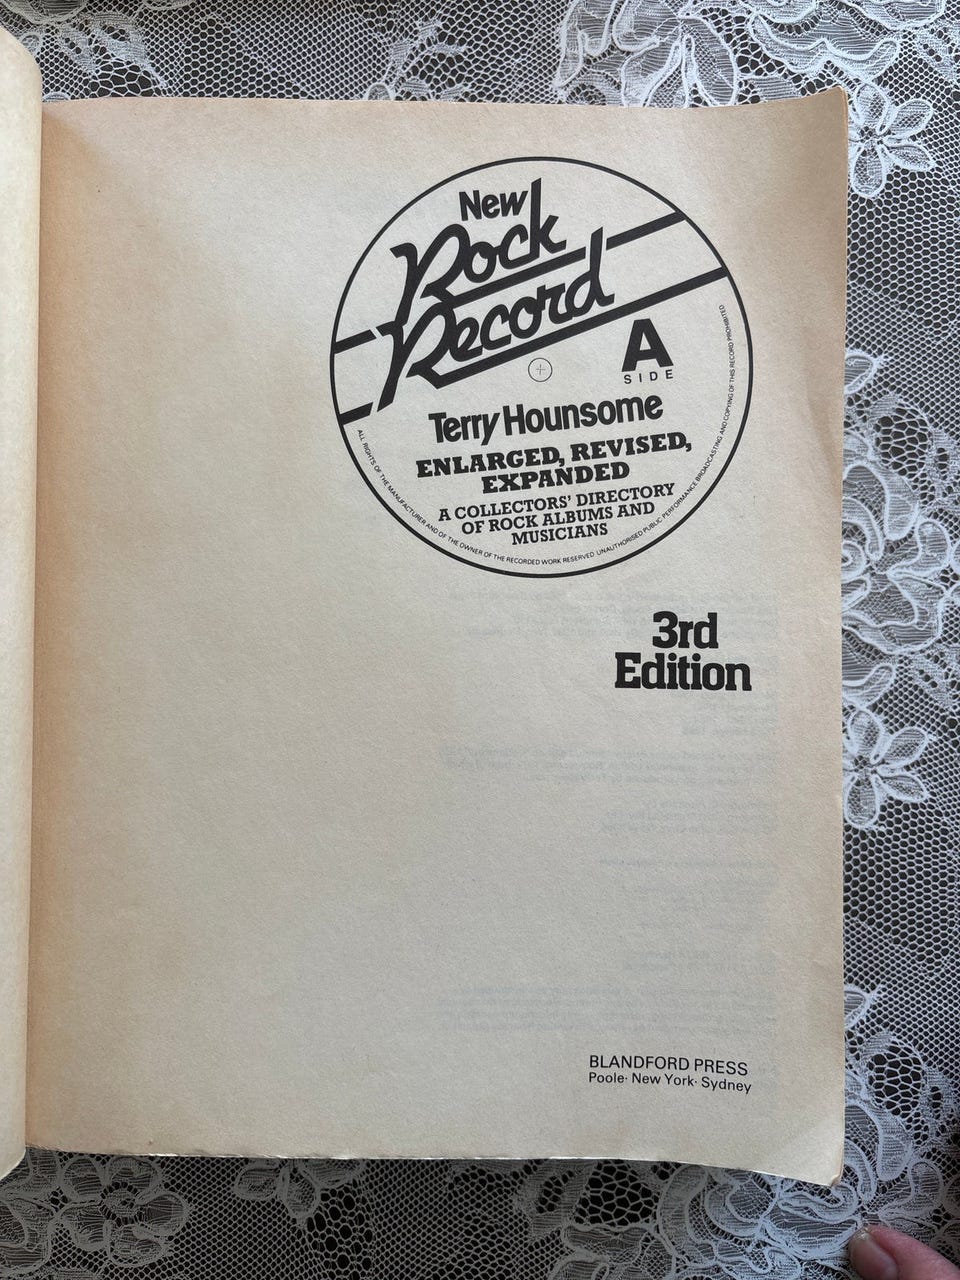 New
Rock
Record
A
SIDE
Terry Hounsome
ENLARGED, REVISED,
EXPANDED
A COLLECTORS' DIRECTORY
OF ROCK ALBUMS AND
MUSICIANS
ALL RIGHTS OF THE MANUFACTURER AND OF THE OWNER OF THE RECORDED WORK RESERVED UNAUTHORISED PUBLIC PERFORMANCE BROADCASTING AND COPYING OF THIS RECORD PROHIBITED
3rd
Edition
BLANDFORD PRESS
Poole· New York· Sydney